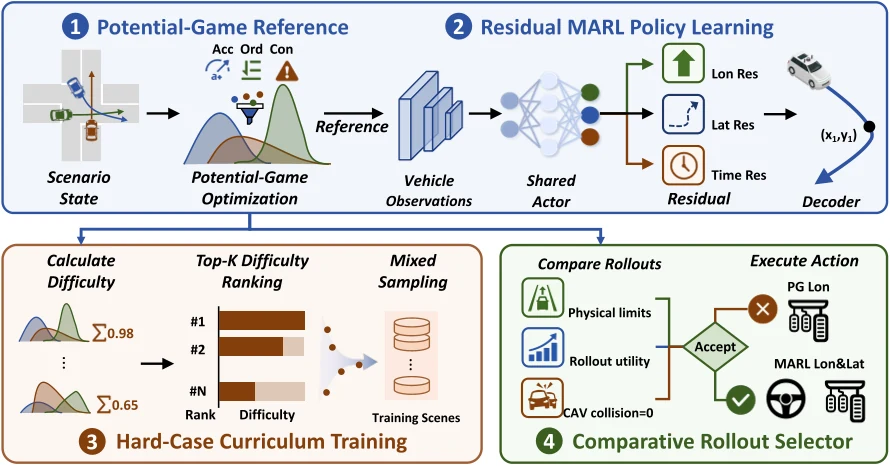 1 Potential-Game Reference
2 Residual MARL Policy Learning
Acc Ord Con
a+
Scenario
State
Potential-Game
Optimization
Reference
Vehicle
Observations
Shared
Actor
Lon Res
Lat Res
Time Res
Residual
(x₁,y₁)
Decoder
Calculate
Difficulty
∑0.98
⋮
∑0.65
Top-K Difficulty
Ranking
#1
#2
#N
Rank Difficulty
Mixed
Sampling
⋮
Training Scenes
3 Hard-Case Curriculum Training
Compare Rollouts
Physical limits
Rollout utility
CAV collision=0
Accept
Execute Action
PG Lon
MARL Lon&Lat
4 Comparative Rollout Selector